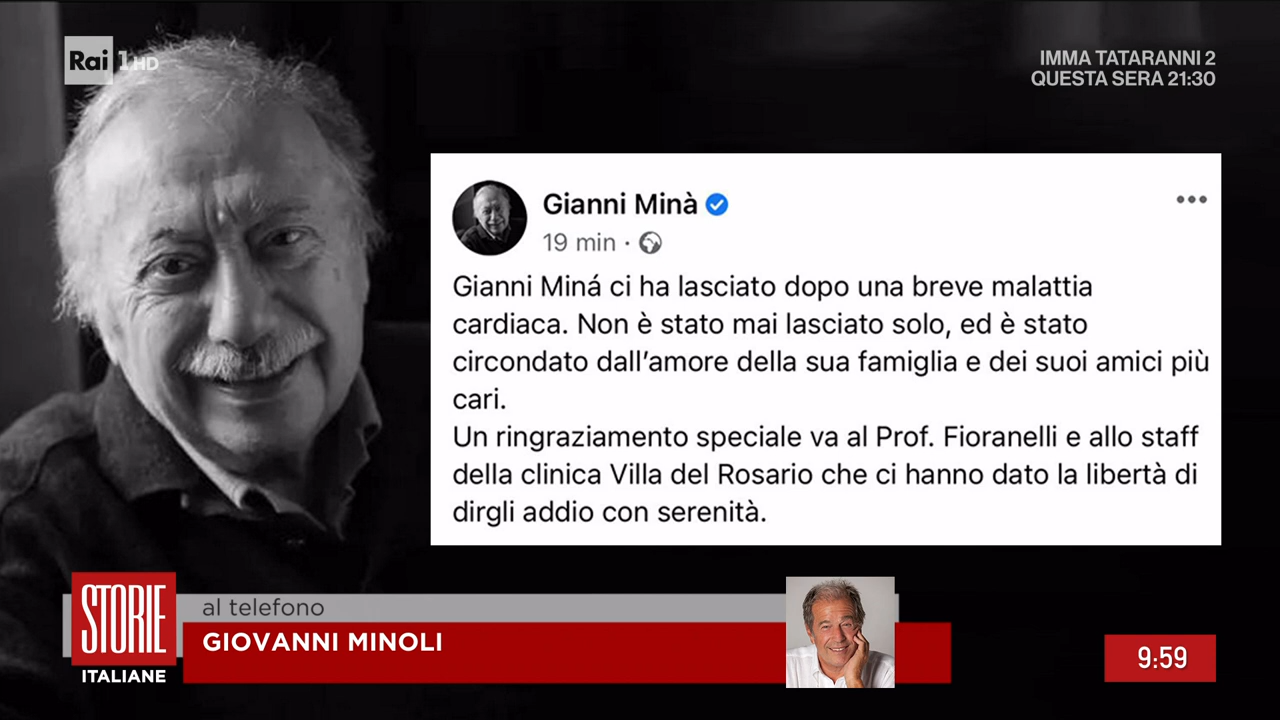 Rai 1 HD
IMMA TATARANNI 2
QUESTA SERA 21:30
Gianni Minà
19 min ·
Gianni Miná ci ha lasciato dopo una breve malattia
cardiaca. Non è stato mai lasciato solo, ed è stato
circondato dall’amore della sua famiglia e dei suoi amici più
cari.
Un ringraziamento speciale va al Prof. Fioranelli e allo staff
della clinica Villa del Rosario che ci hanno dato la libertà di
dirgli addio con serenità.
STORIE
ITALIANE
al telefono
GIOVANNI MINOLI
9:59